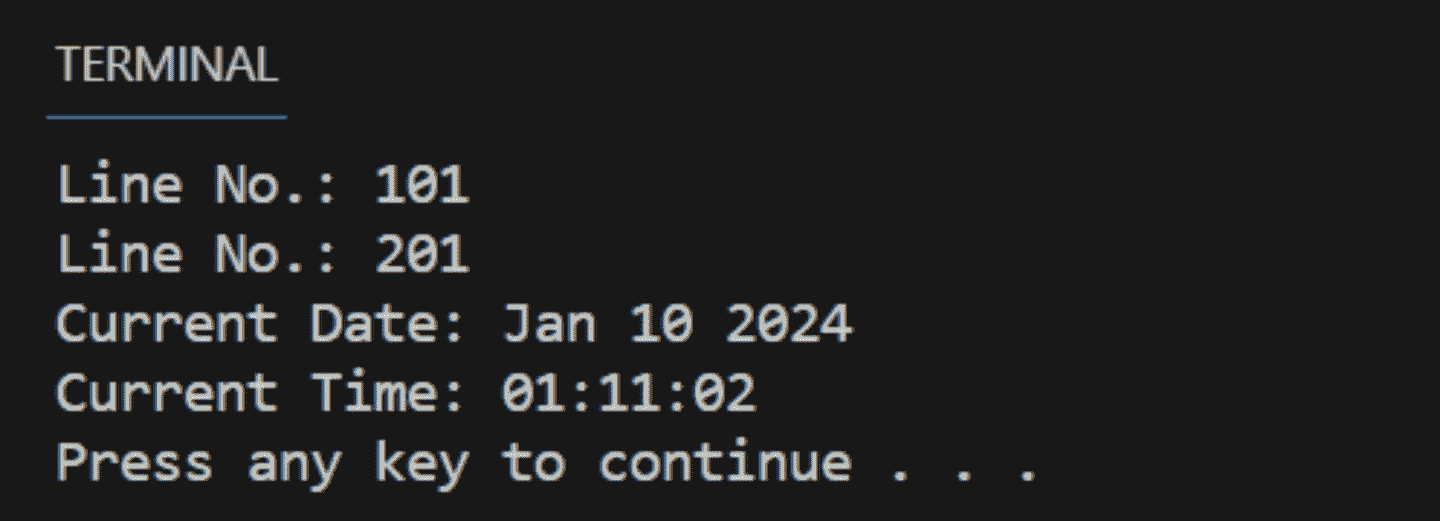 TERMINAL
Line No.: 101
Line No.: 201
Current Date: Jan 10 2024
Current Time: 01:11:02
Press any key to continue . . .